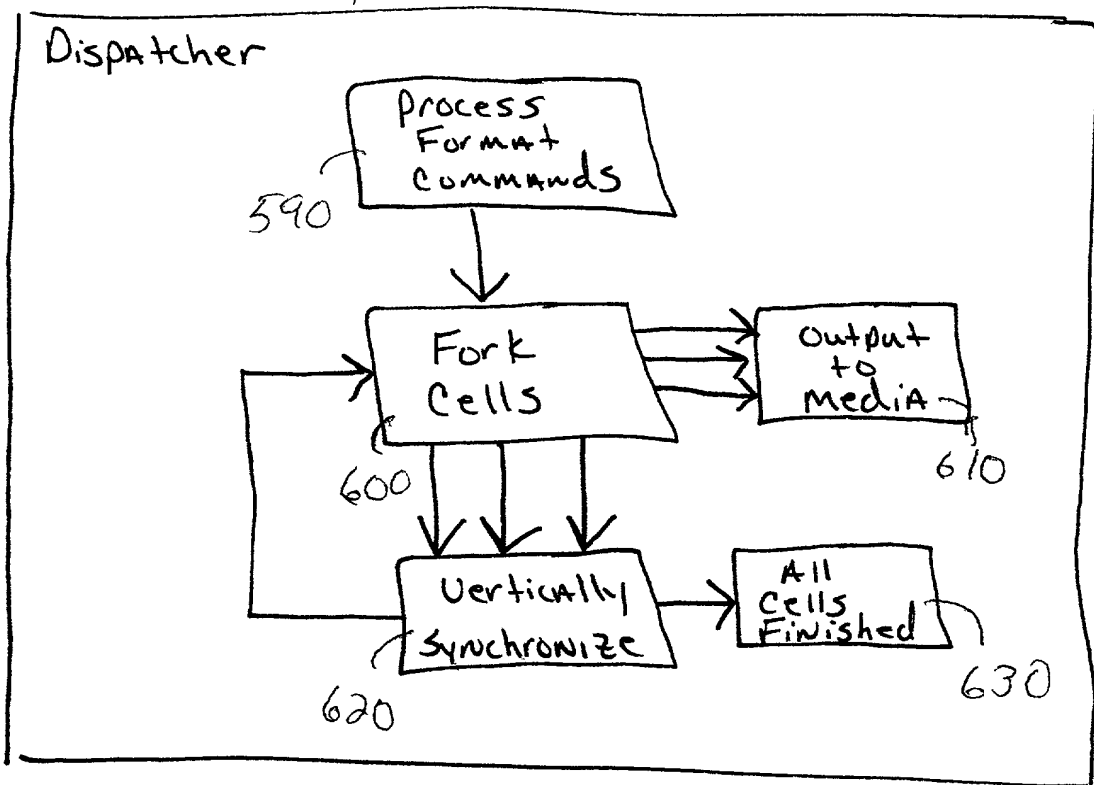 Dispatcher
Process
Format
Commands
590
Fork
Cells
600
Output
to
Media
610
Vertically
Synchronize
620
All
Cells
Finished
630